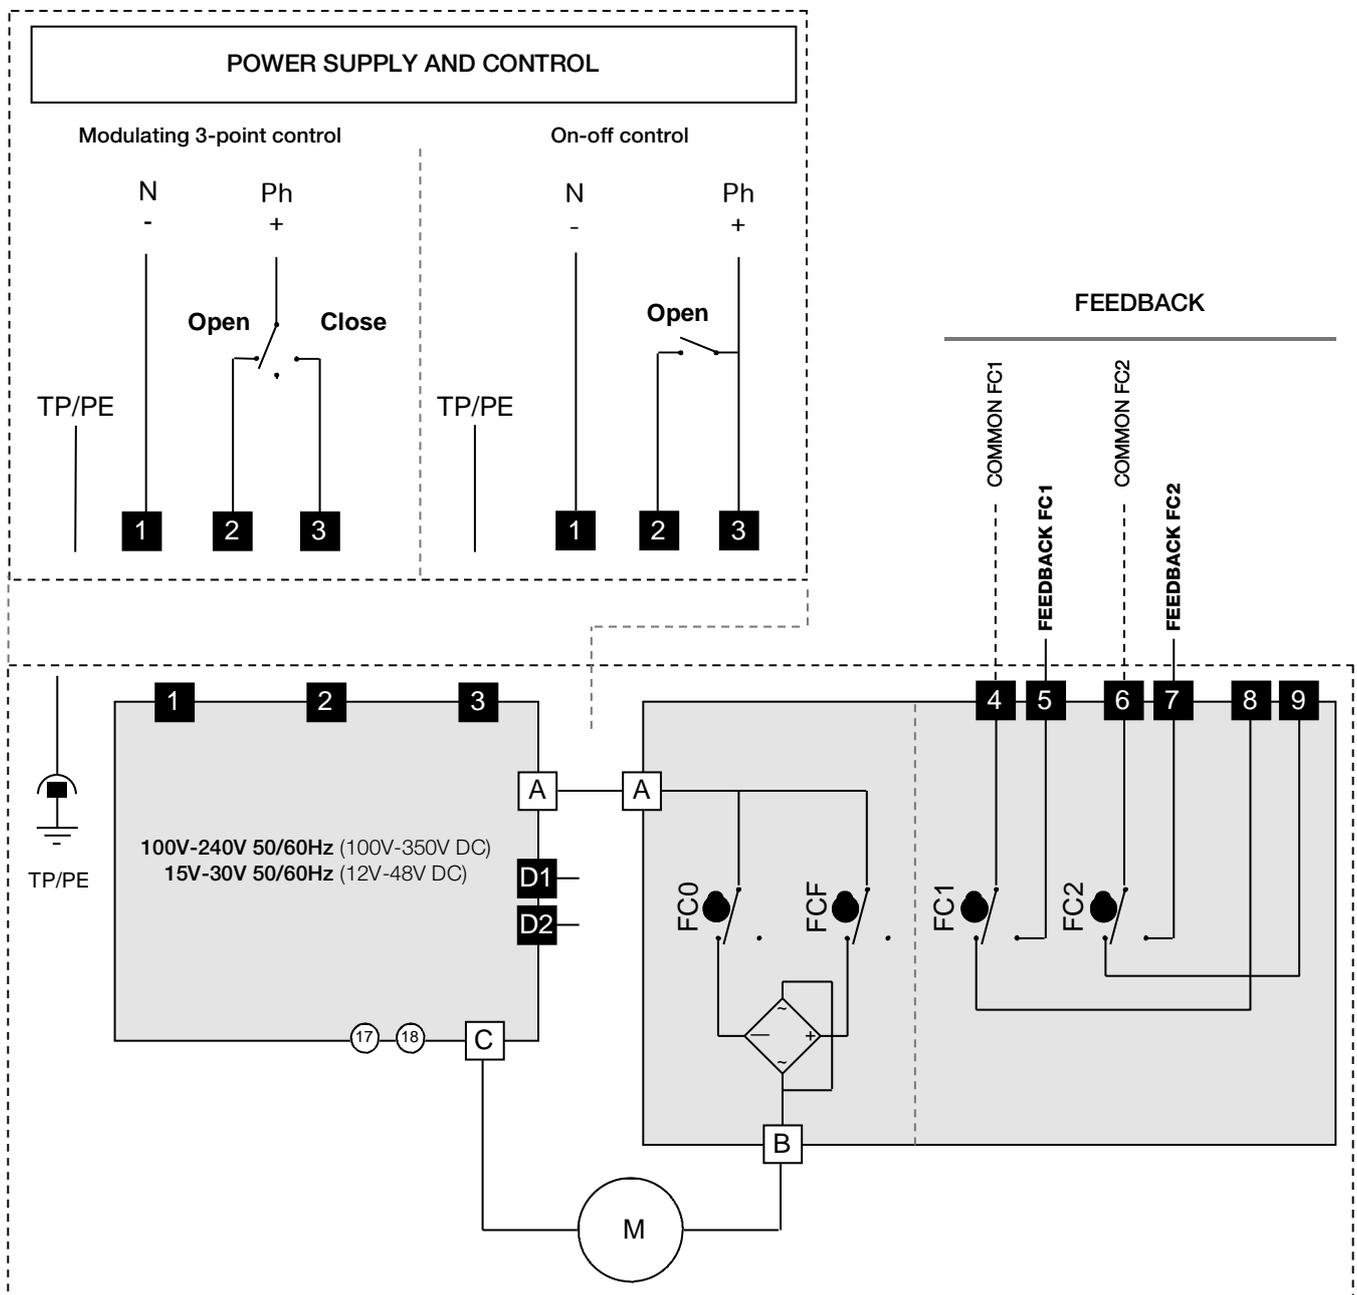 POWER SUPPLY AND CONTROL
Modulating 3-point control
On-off control
N
Ph
-
+
Open
Close
TP/PE
1
2
3
N
Ph
-
+
Open
TP/PE
1
2
3
FEEDBACK
COMMON FC1
FEEDBACK FC1
COMMON FC2
FEEDBACK FC2
1
2
3
4
5
6
7
8
9
A
A
100V-240V 50/60Hz (100V-350V DC)
15V-30V 50/60Hz (12V-48V DC)
TP/PE
D1
D2
FC0
FCF
FC1
FC2
~
—
+
~
17
18
C
B
M